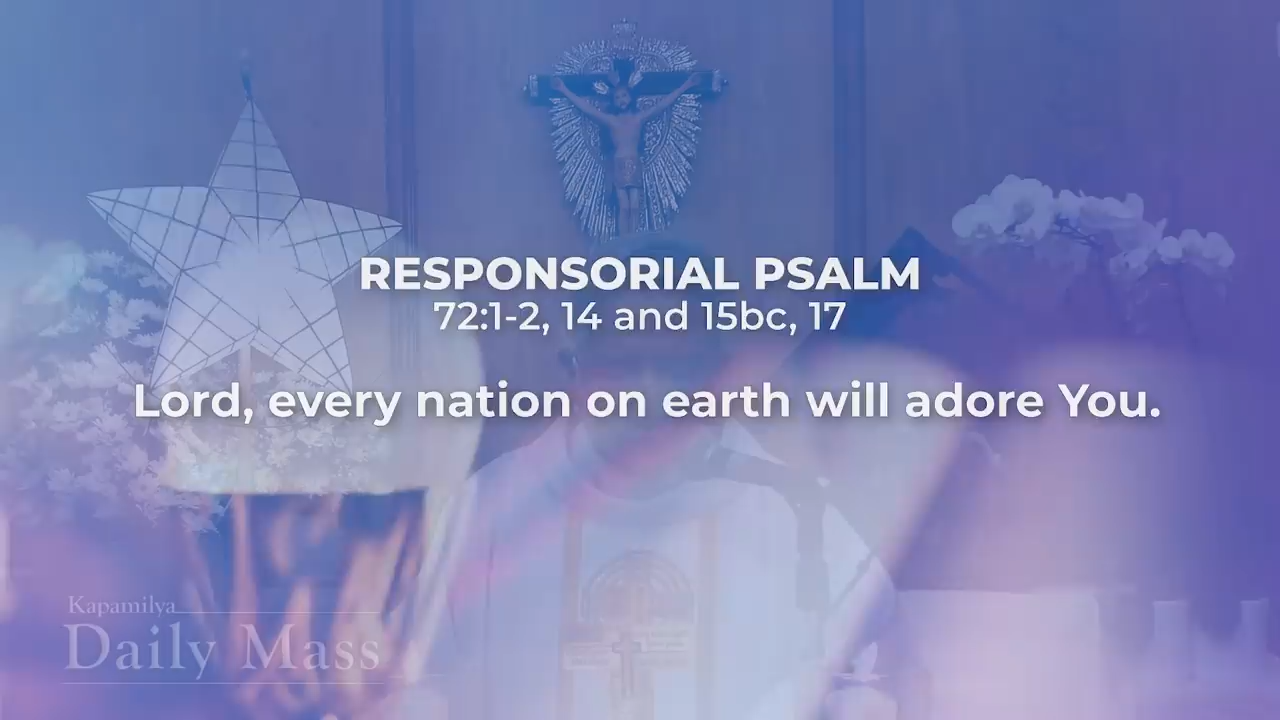 RESPONSORIAL PSALM
72:1-2, 14 and 15bc, 17
Lord, every nation on earth will adore You.
Kapamilya
Daily Mass